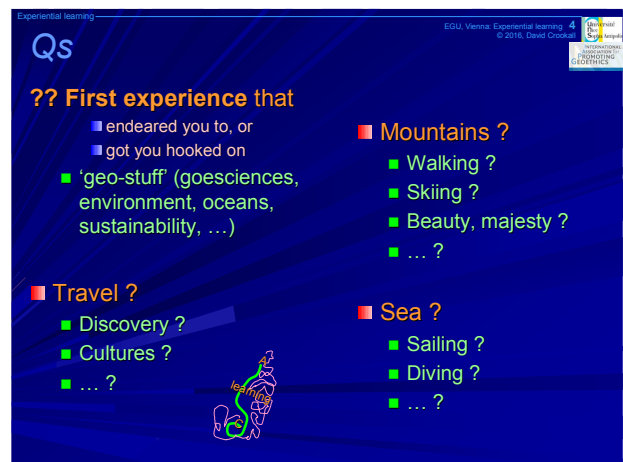 Experiential learning
EGU, Vienna: Experiential learning 4
© 2016, David Crookall
Université
Nice
Sophia Antipolis
INTERNATIONAL
ASSOCIATION for
PROMOTING
GEOETHICS
Qs
?? First experience that
endeared you to, or
got you hooked on
‘geo-stuff’ (goesciences,
environment, oceans,
sustainability, …)
Travel ?
Discovery ?
Cultures ?
… ?
A
learning
Mountains ?
Walking ?
Skiing ?
Beauty, majesty ?
… ?
Sea ?
Sailing ?
Diving ?
… ?